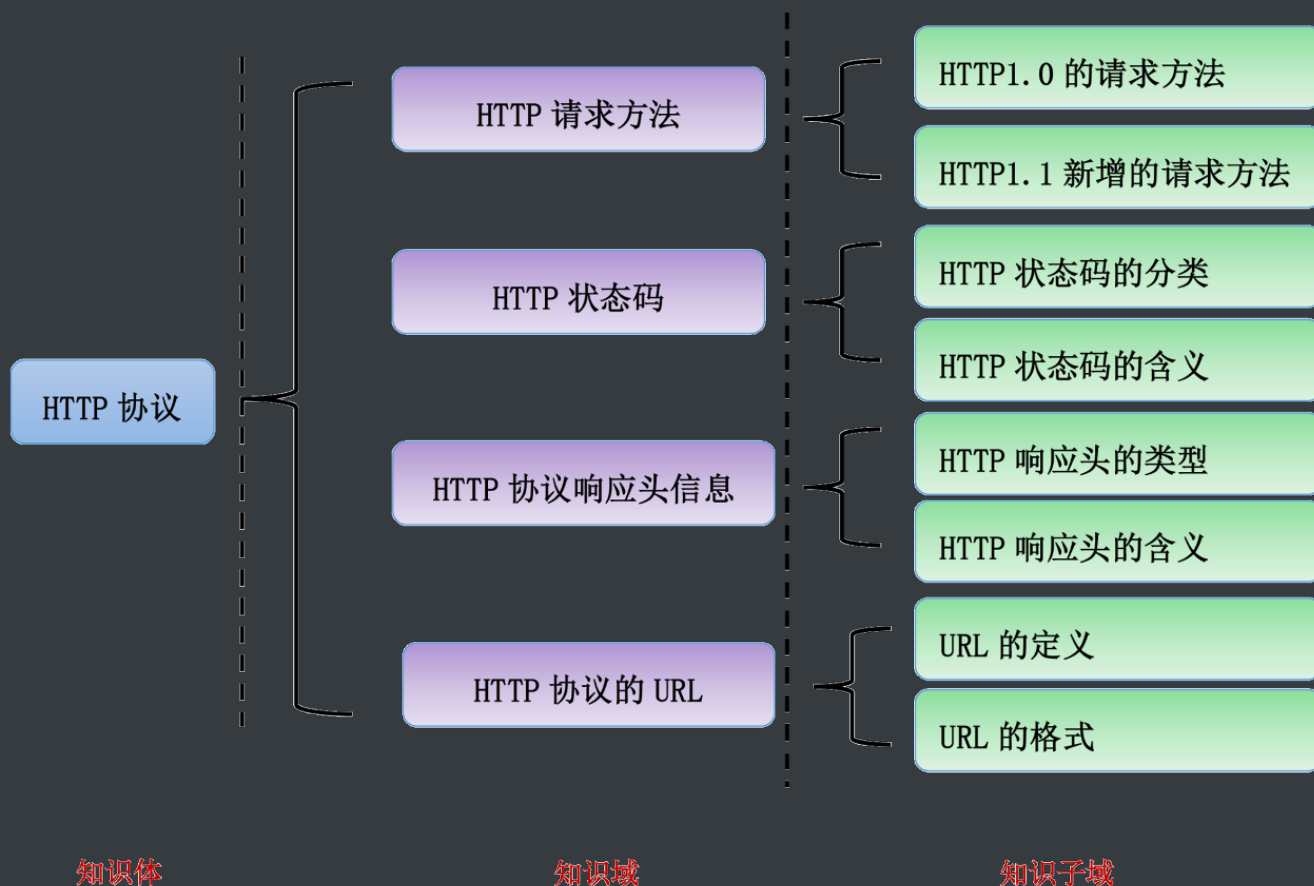 HTTP 协议
HTTP 请求方法
HTTP1.0 的请求方法
HTTP1.1 新增的请求方法
HTTP 状态码
HTTP 状态码的分类
HTTP 状态码的含义
HTTP 协议响应头信息
HTTP 响应头的类型
HTTP 响应头的含义
HTTP 协议的 URL
URL 的定义
URL 的格式
知识体
知识域
知识子域